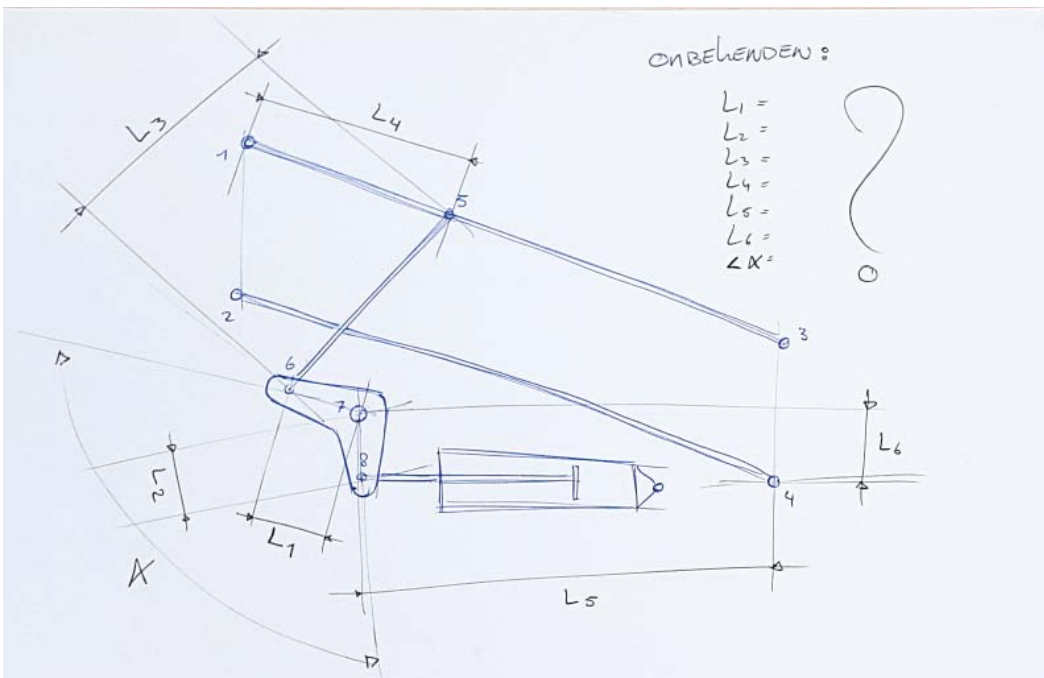 ONBEKENDEN:
L1 =
L2 =
L3 =
L4 =
L5 =
L6 =
∠α=
?
L3
L4
1
5
2
3
6
7
8
4
L6
L2
L1
α
L5